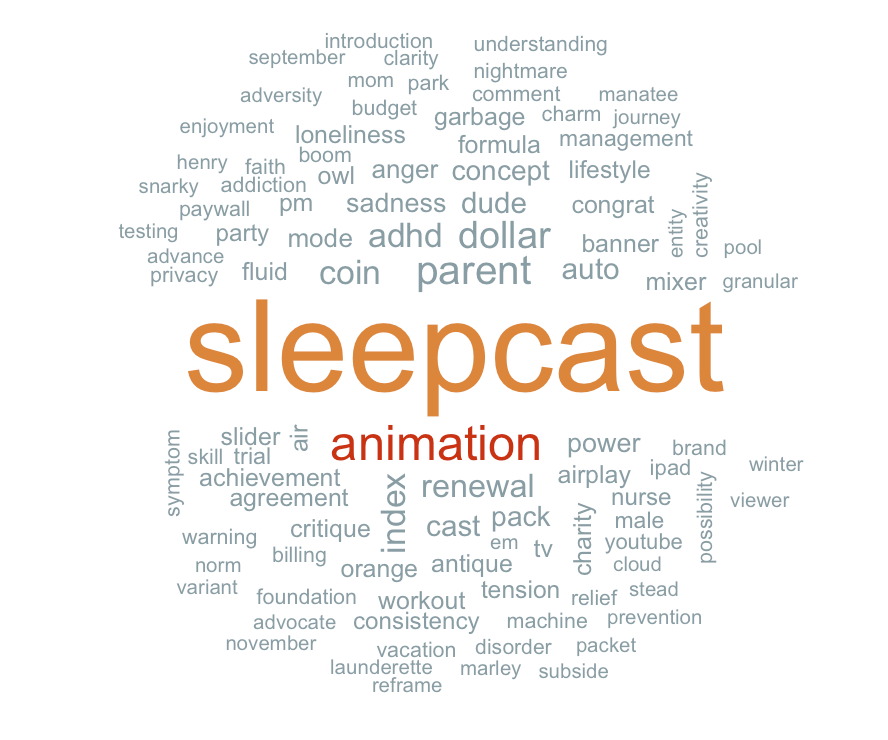 introduction understanding
september clarity
nightmare
mom park
adversity comment manatee
budget garbage charm journey
enjoyment loneliness formula management
henry faith boom
owl anger concept lifestyle
snarky addiction
paywall pm sadness dude congrat
creativity
entity
testing party mode adhd dollar banner pool
advance
privacy fluid coin parent auto mixer granular
sleepcast
slider air animation power brand
symptom skill trial
achievement airplay ipad winter
agreement index renewal nurse possibility viewer
warning critique cast pack charity male
norm billing em tv youtube
orange antique cloud
variant foundation workout tension relief stead
advocate consistency machine prevention
november vacation disorder packet
launderette marley subside
reframe